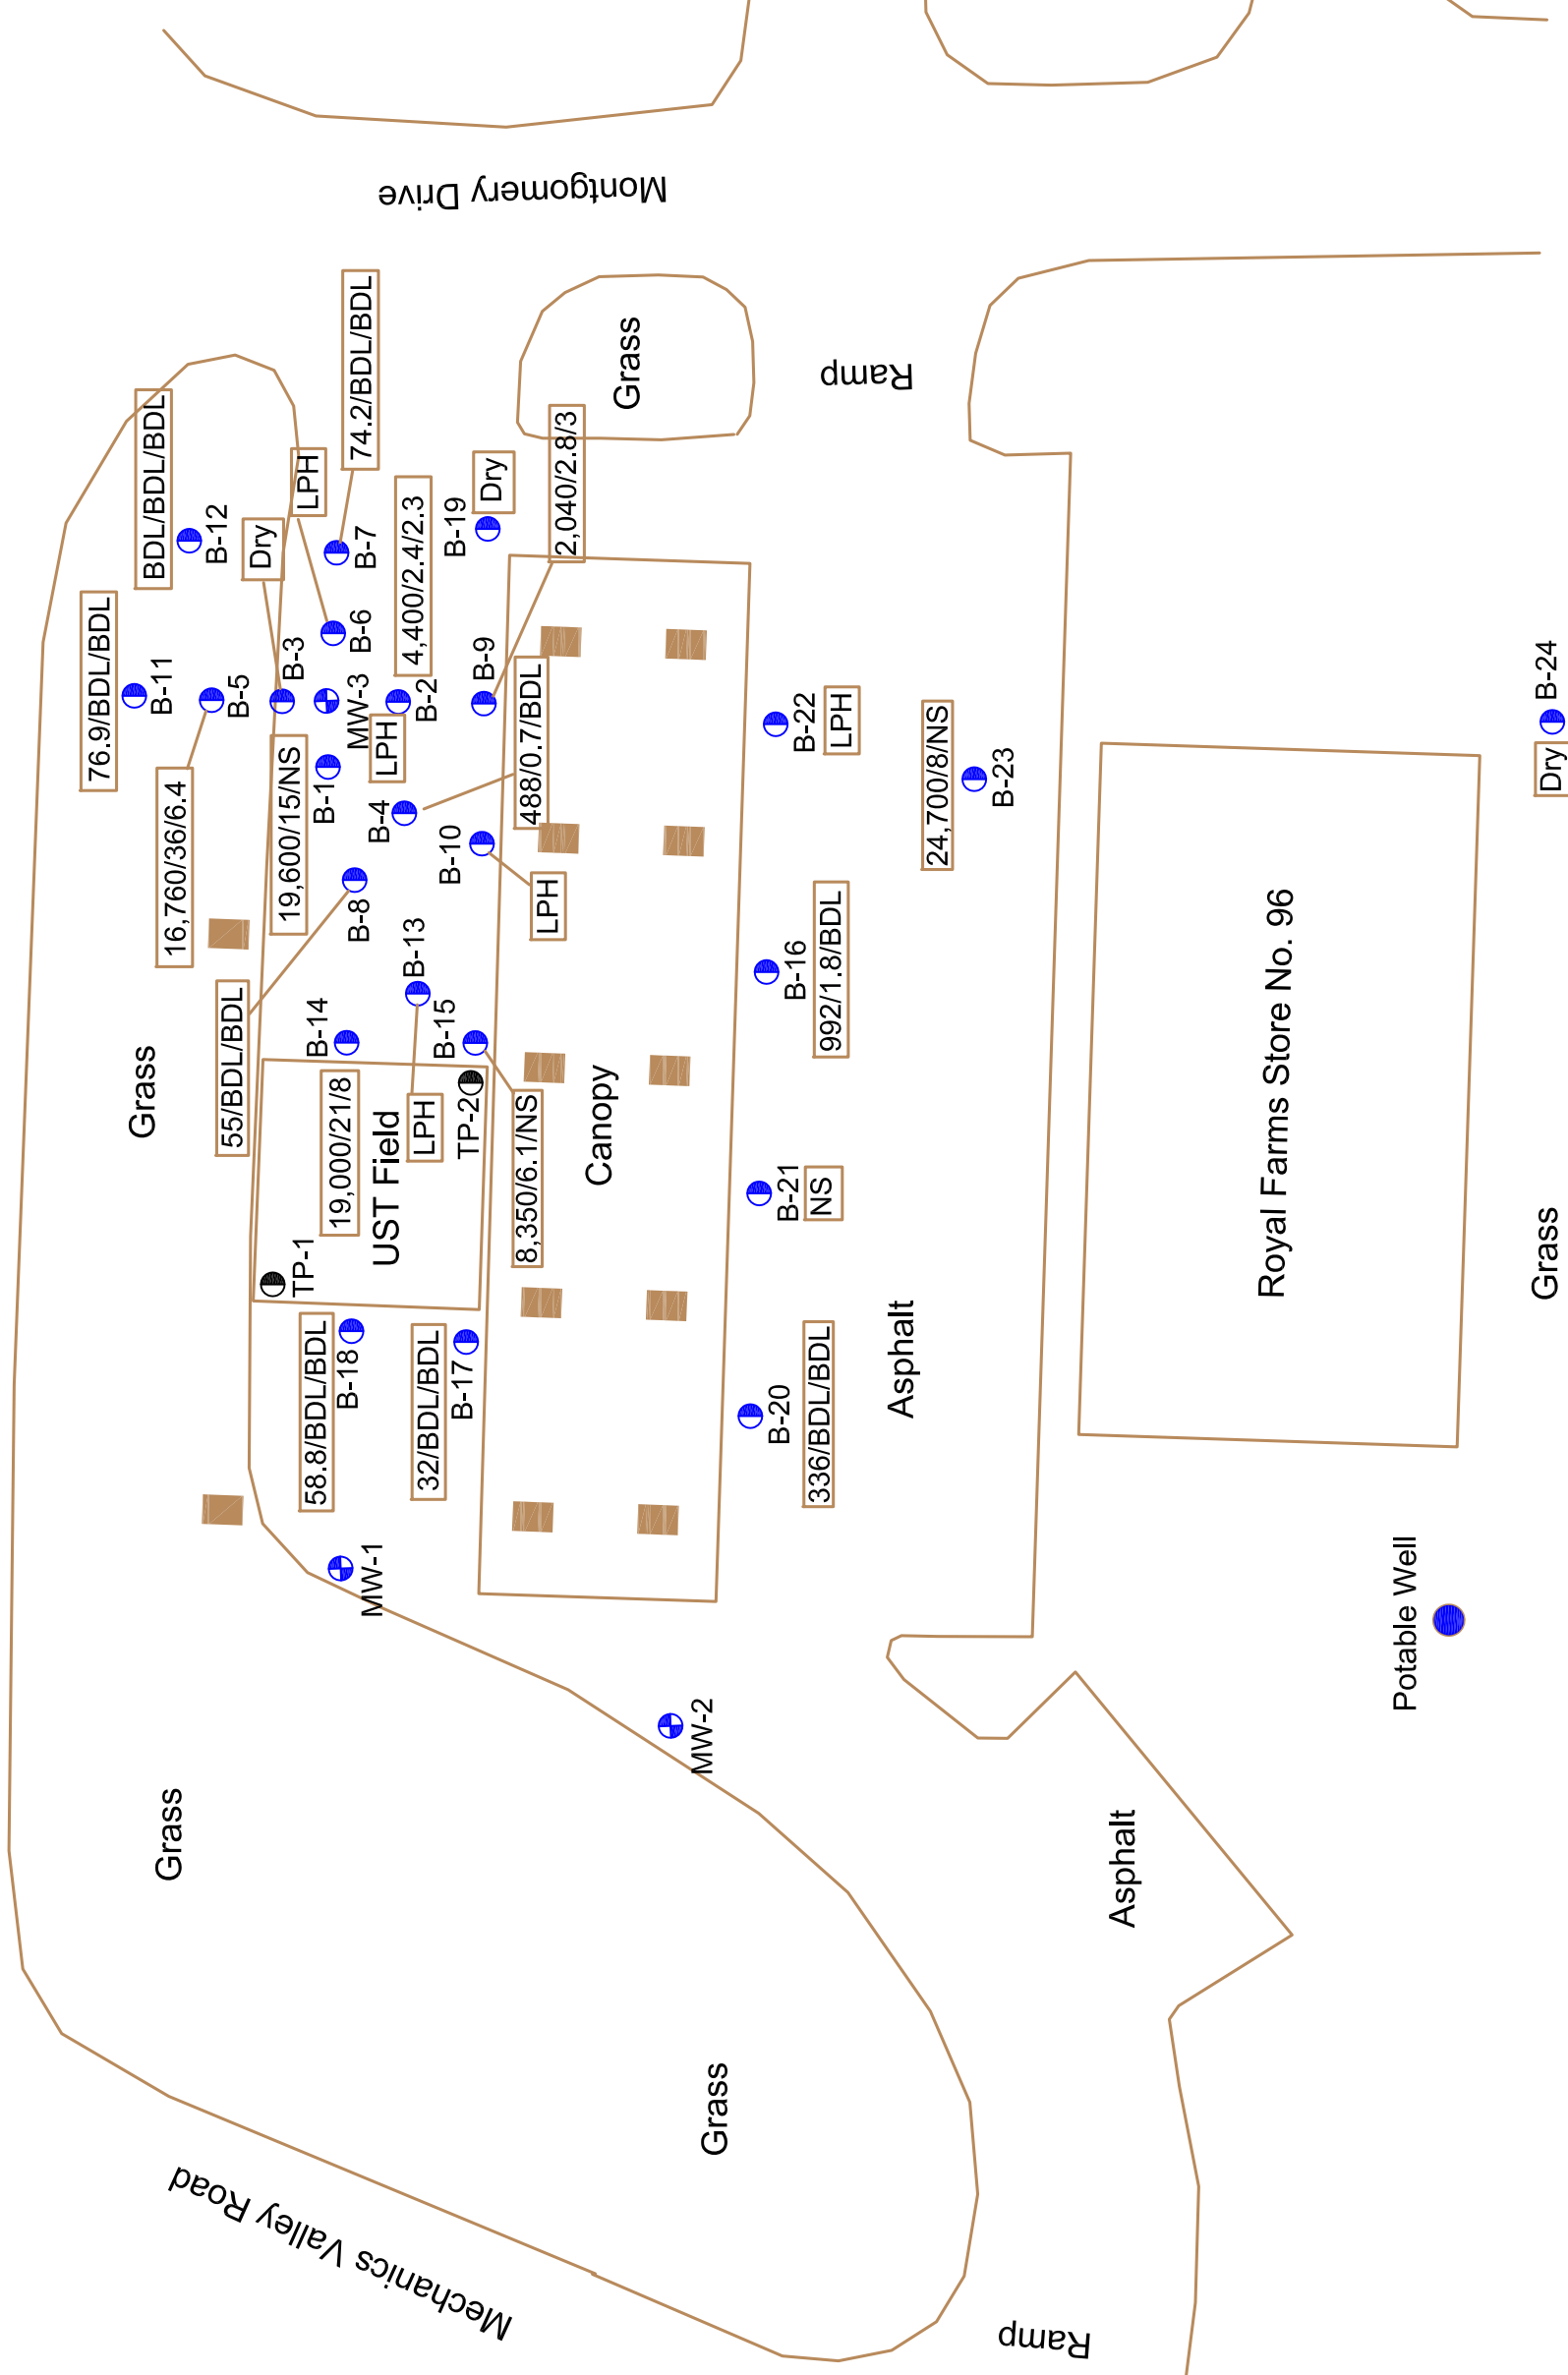 Montgomery Drive
74.2/BDL/BDL
Grass
Ramp
BDL/BDL/BDL
LPH
2,040/2.8/3
Dry
4,400/2.4/2.3
B-19
B-12
Dry
B-7
76.9/BDL/BDL
B-11
B-5
B-3
B-6
B-9
MW-3
B-2
488/0.7/BDL
B-22
LPH
B-24
Dry
16,760/36/6.4
19,600/15/NS
B-1
LPH
B-4
24,700/8/NS
B-23
B-10
B-8
LPH
B-13
B-16
992/1.8/BDL
Royal Farms Store No. 96
Grass
55/BDL/BDL
B-14
B-15
19,000/21/8
UST Field
LPH
TP-2
8,350/6.1/NS
Canopy
B-21
NS
TP-1
Grass
58.8/BDL/BDL
B-18
32/BDL/BDL
B-17
B-20
336/BDL/BDL
Asphalt
MW-1
Potable Well
MW-2
Grass
Asphalt
Grass
Mechanics Valley Road
Ramp